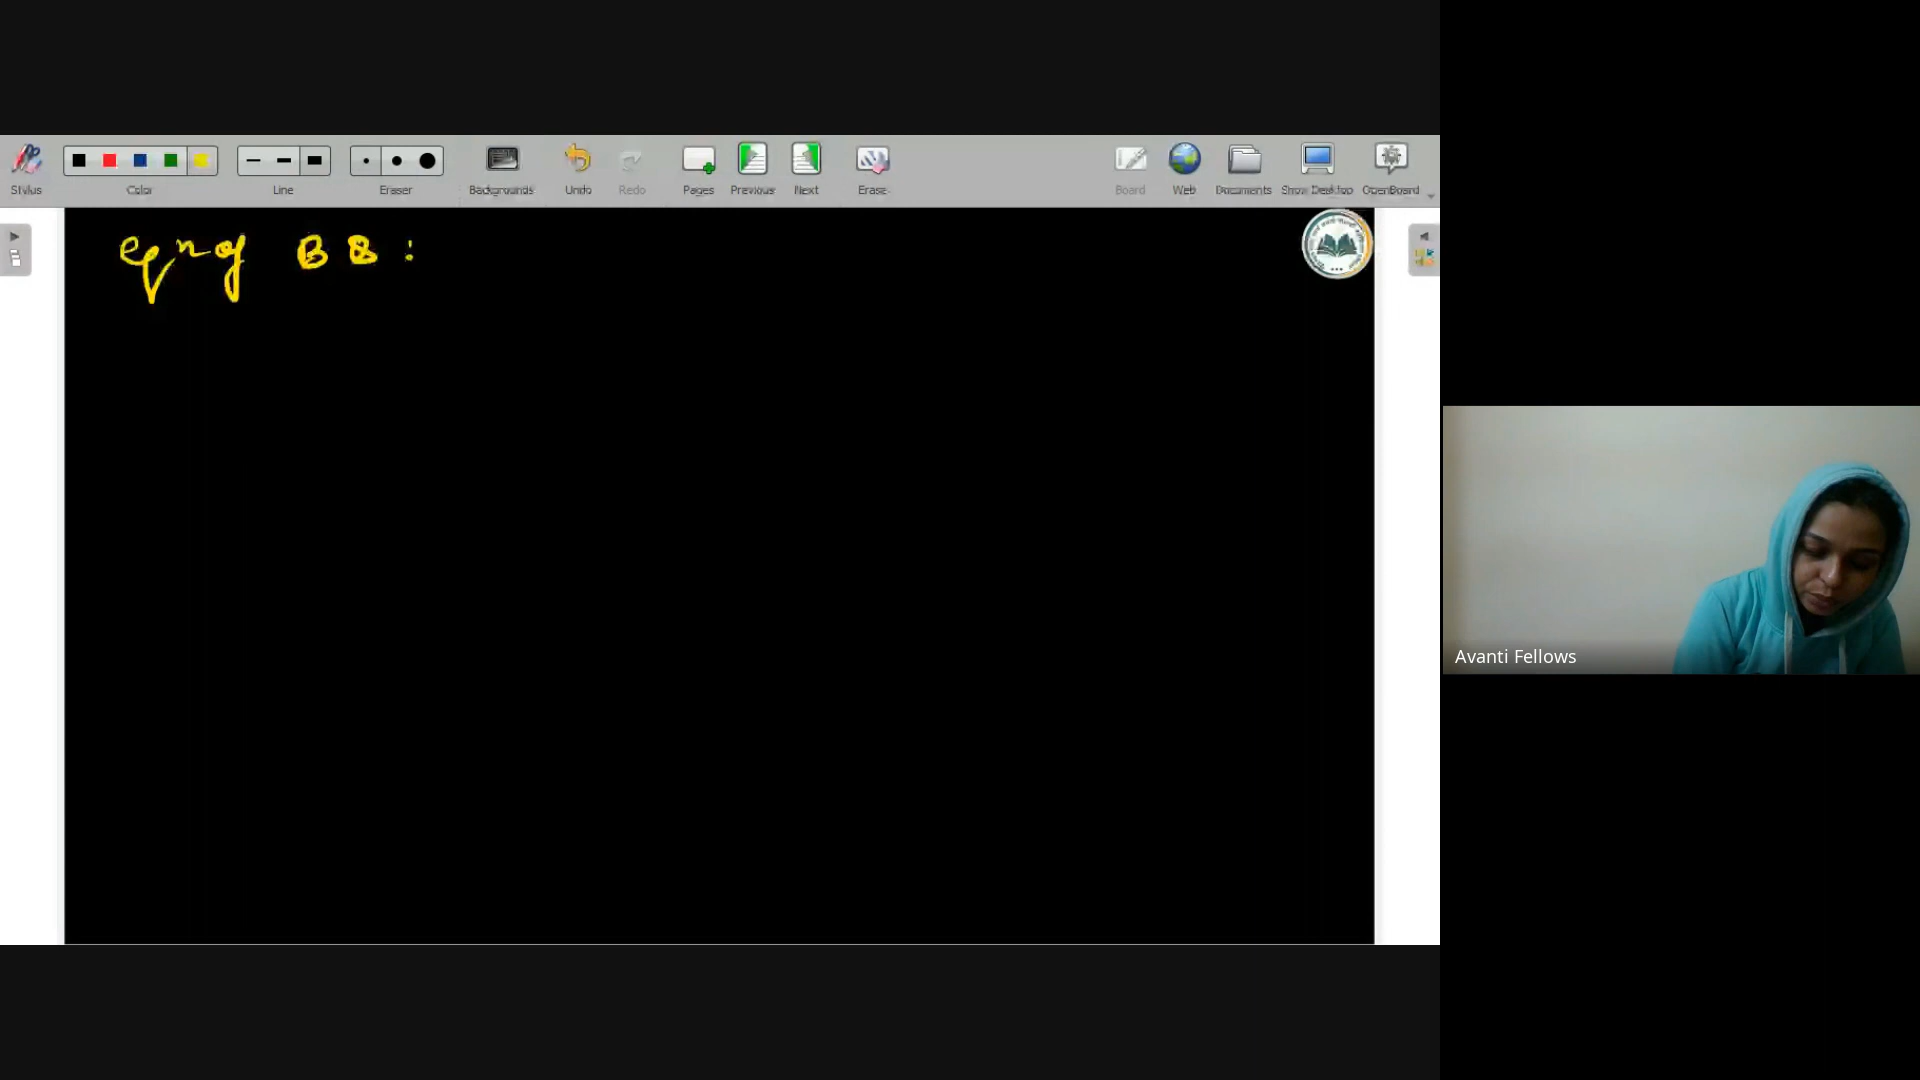 Stylus Color Line Eraser Backgrounds Undo Redo Pages Previous Next Erase Board Web Documents Show Desktop OpenBoard
eqn of BB :
Avanti Fellows